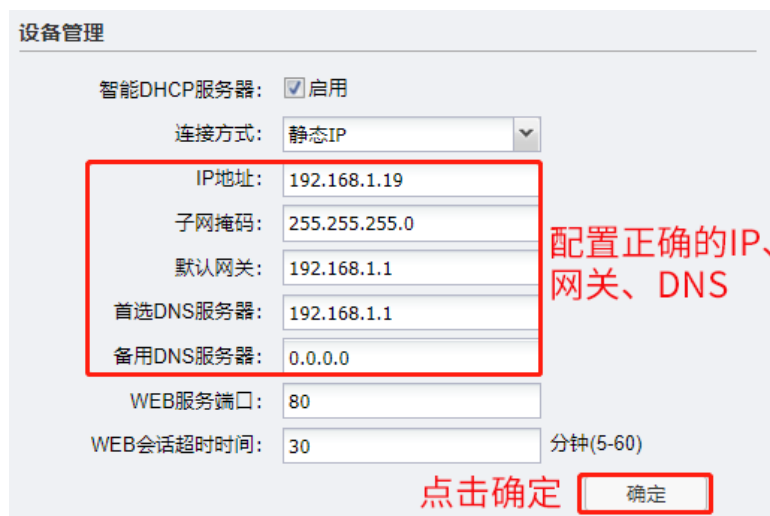 设备管理
智能DHCP服务器: 启用
连接方式: 静态IP
IP地址: 192.168.1.19
子网掩码: 255.255.255.0
默认网关: 192.168.1.1
首选DNS服务器: 192.168.1.1
备用DNS服务器: 0.0.0.0
配置正确的IP、
网关、DNS
WEB服务端口: 80
WEB会话超时时间: 30 分钟(5-60)
点击确定 确定